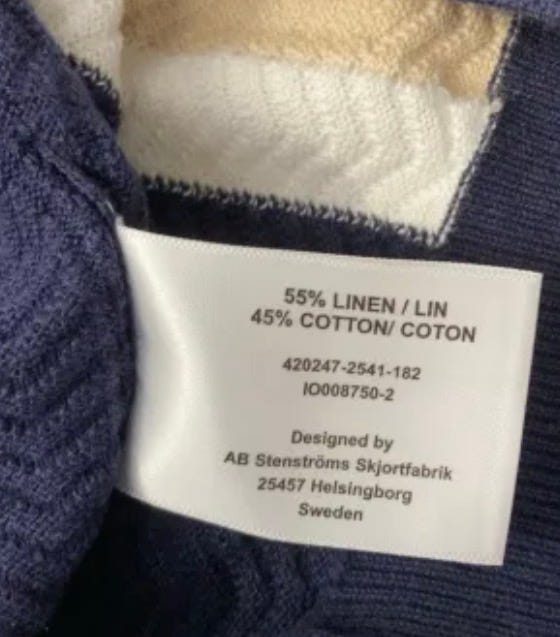 55% LINEN / LIN
45% COTTON/ COTON
420247-2541-182
IO008750-2
Designed by
AB Stenströms Skjortfabrik
25457 Helsingborg
Sweden